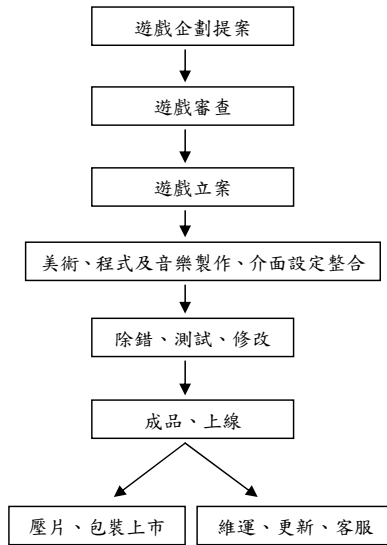 遊戲企劃提案
遊戲審查
遊戲立案
美術、程式及音樂製作、介面設定整合
除錯、測試、修改
成品、上線
壓片、包裝上市
維運、更新、客服